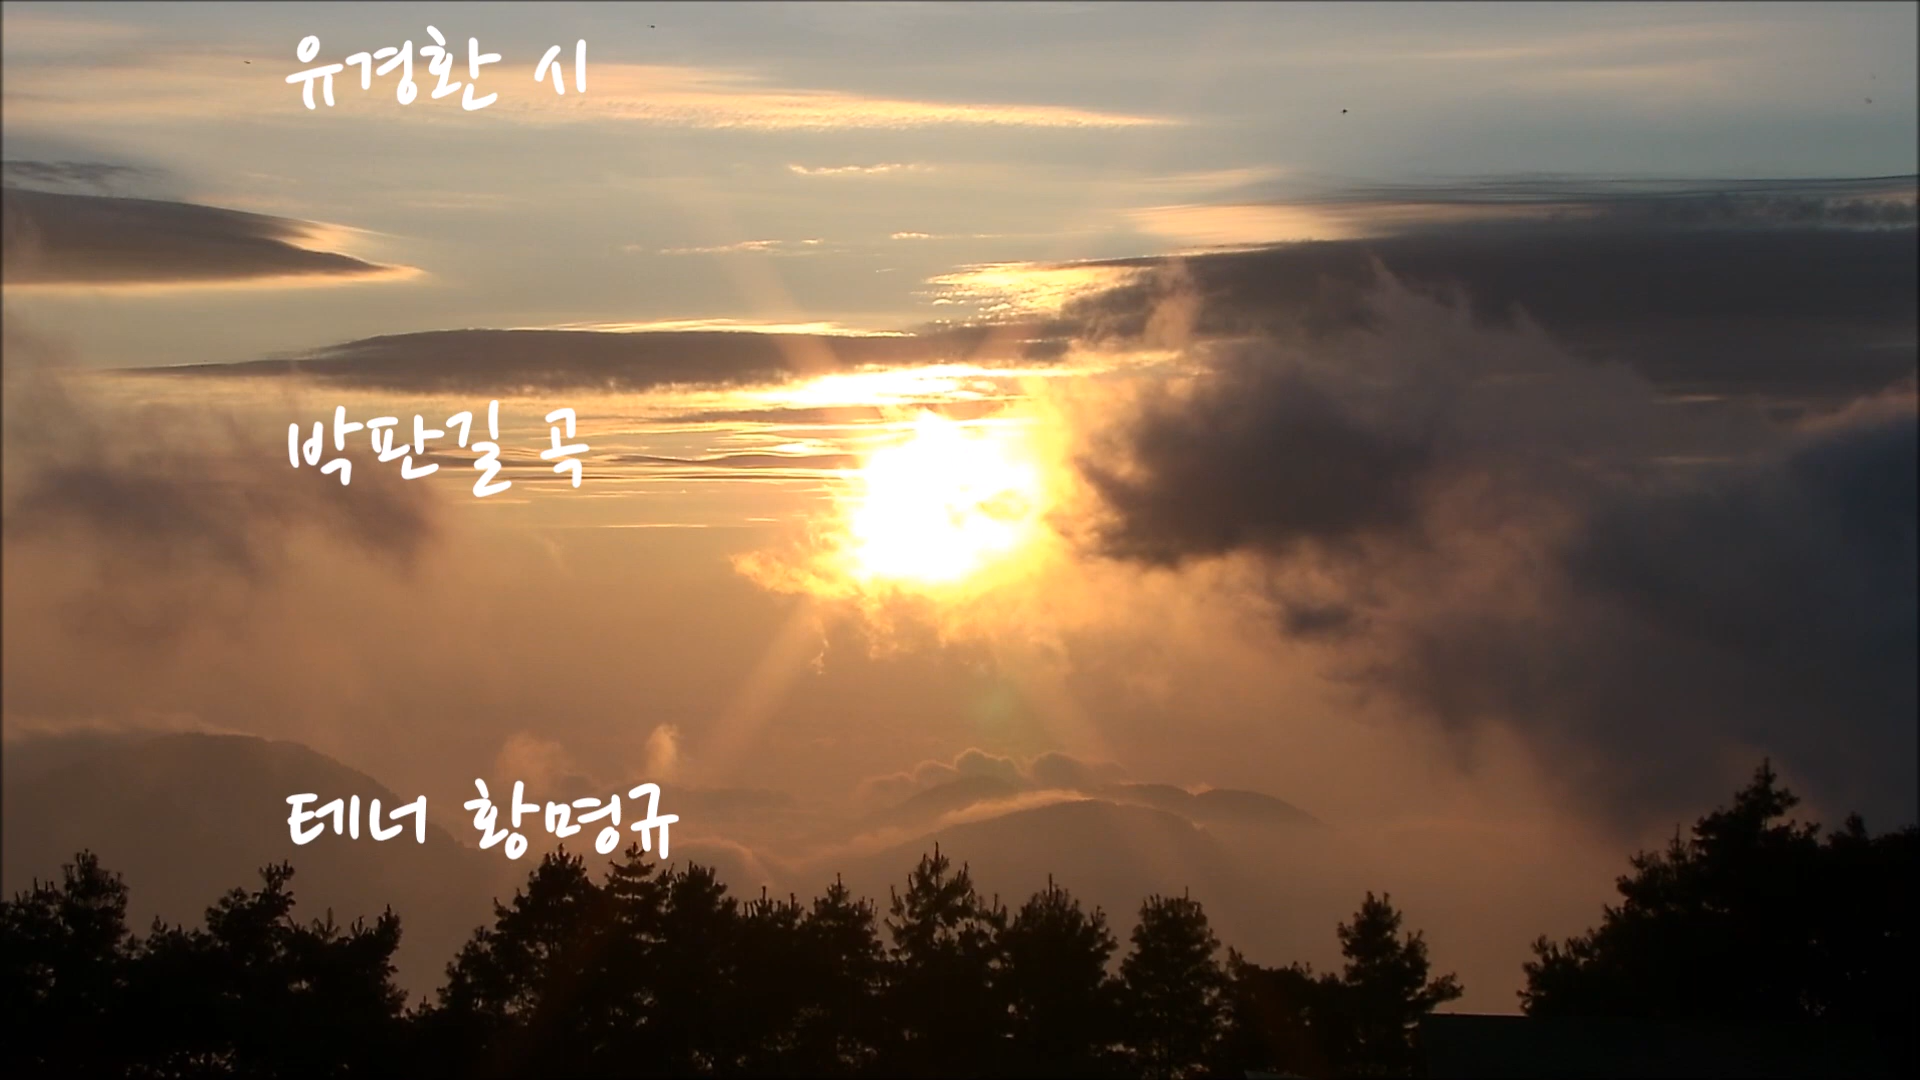 유경환 시
박판길 곡
테너 황명규